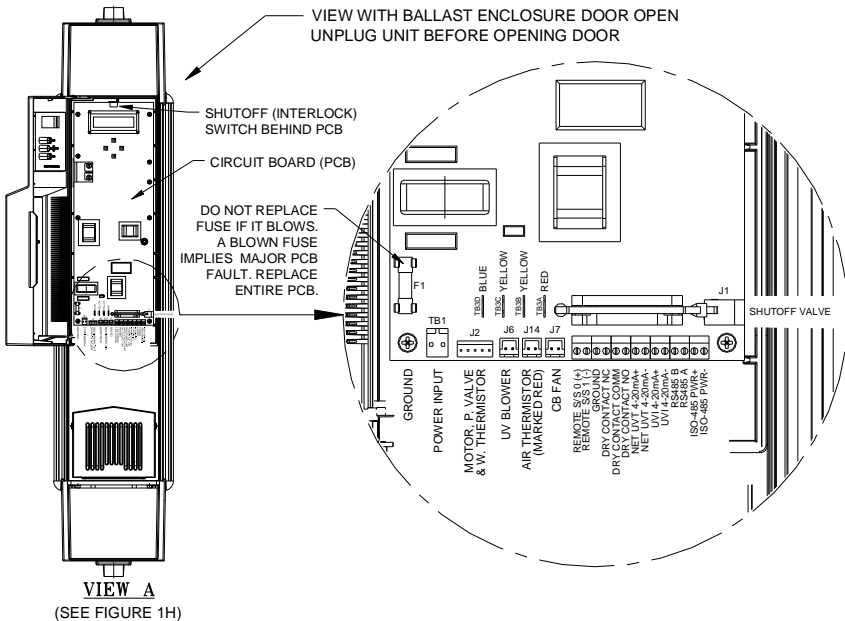 VIEW WITH BALLAST ENCLOSURE DOOR OPEN
UNPLUG UNIT BEFORE OPENING DOOR
SHUTOFF (INTERLOCK)
SWITCH BEHIND PCB
CIRCUIT BOARD (PCB)
DO NOT REPLACE
FUSE IF IT BLOWS.
A BLOWN FUSE
IMPLIES MAJOR PCB
FAULT. REPLACE
ENTIRE PCB.
F1
TB3D
BLUE
TB3C
YELLOW
TB3B
YELLOW
TB3A
RED
J1
SHUTOFF VALVE
TB1
J2
J6
J14
J7
GROUND
POWER INPUT
MOTOR, P. VALVE
& W. THERMISTOR
UV BLOWER
AIR THERMISTOR
(MARKED RED)
CB FAN
REMOTE S/S 0 (+)
REMOTE S/S 1 (-)
GROUND
DRY CONTACT NC
DRY CONTACT COMM
DRY CONTACT NO
NET UVT 4-20mA+
NET UVT 4-20mA-
UVI 4-20mA+
UVI 4-20mA-
RS485 B
RS485 A
ISO-485 PWR+
ISO-485 PWR-
VIEW A
(SEE FIGURE 1H)